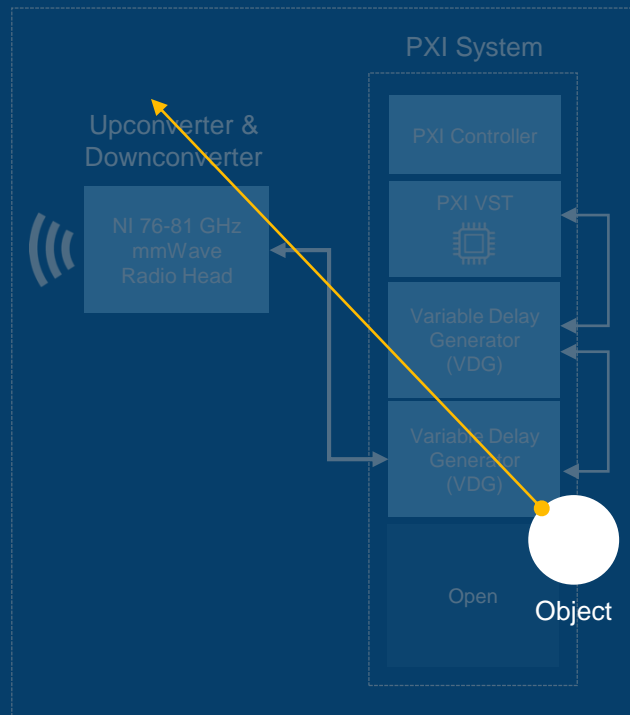 PXI System
Upconverter &
Downconverter
PXI Controller
NI 76-81 GHz
mmWave
Radio Head
PXI VST
Variable Delay
Generator
(VDG)
Variable Delay
Generator
(VDG)
Open
Object